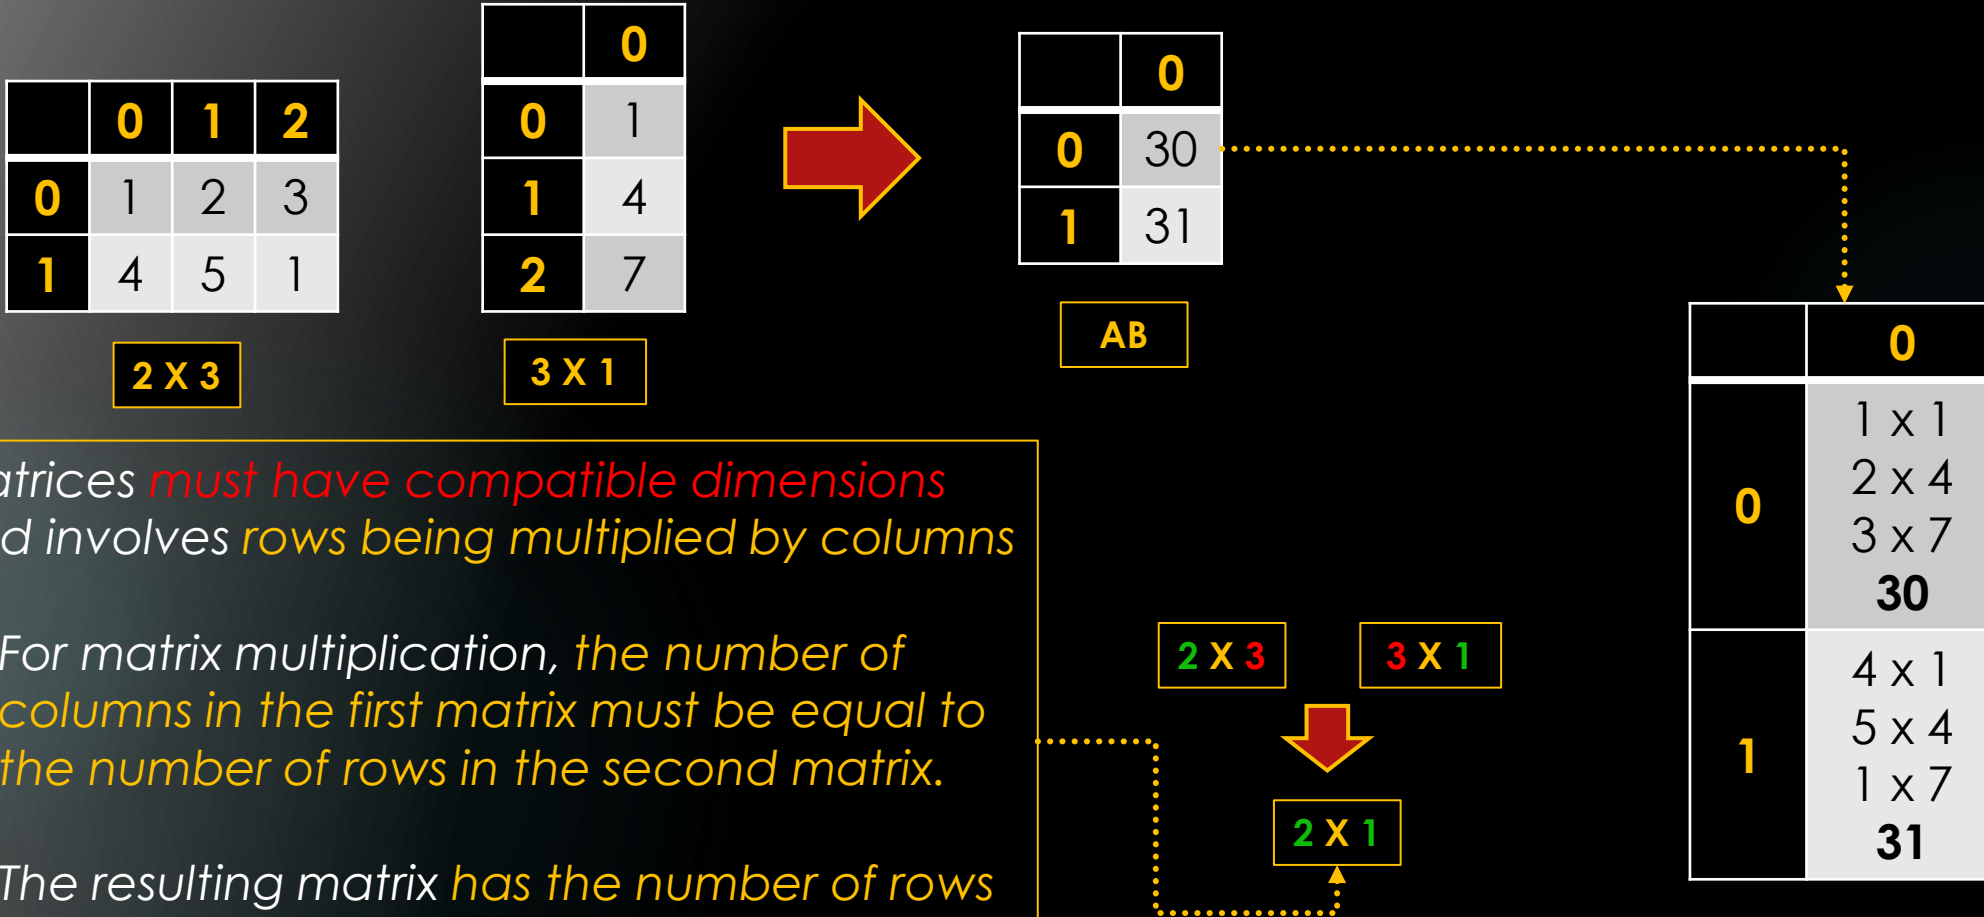 0 1 2
0 1 2 3
1 4 5 1
2 X 3
0
0 1
1 4
2 7
3 X 1
0
0 30
1 31
AB
atrices must have compatible dimensions
d involves rows being multiplied by columns
For matrix multiplication, the number of
columns in the first matrix must be equal to
the number of rows in the second matrix.
The resulting matrix has the number of rows
2 X 3
3 X 1
2 X 1
0
0
1 x 1
2 x 4
3 x 7
30
1
4 x 1
5 x 4
1 x 7
31